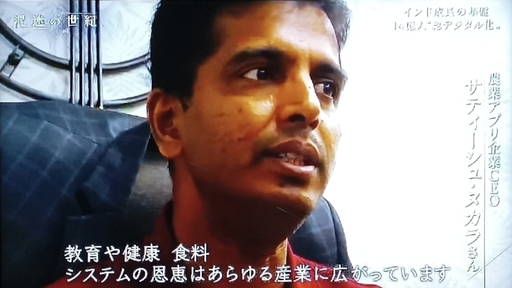 混迷の世紀
インド成長の基盤
14億人“総デジタル化”
農業アプリ企業CEO
サティーシュ・ヌカラさん
教育や健康 食料
システムの恩恵はあらゆる産業に広がっています